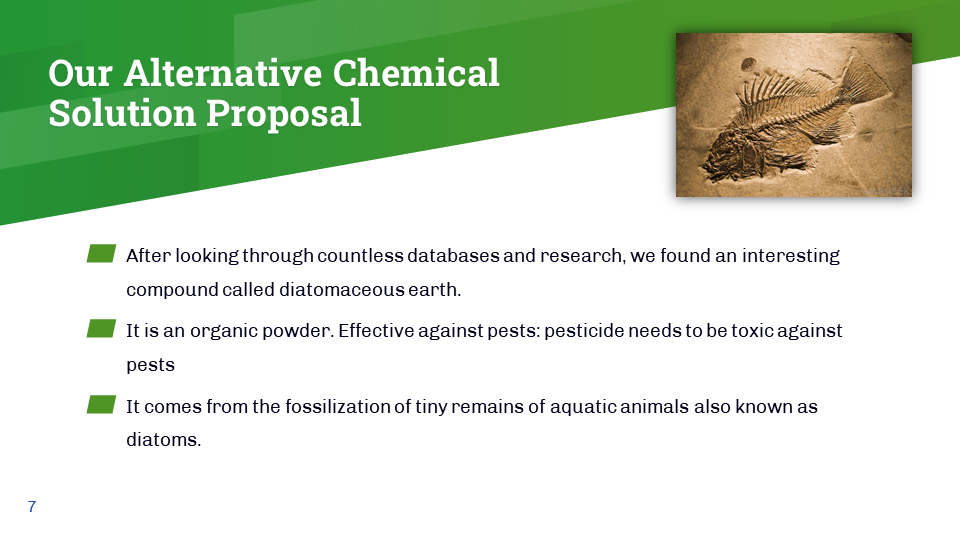 Our Alternative Chemical
Solution Proposal
After looking through countless databases and research, we found an interesting
compound called diatomaceous earth.
It is an organic powder. Effective against pests: pesticide needs to be toxic against
pests
It comes from the fossilization of tiny remains of aquatic animals also known as
diatoms.
7